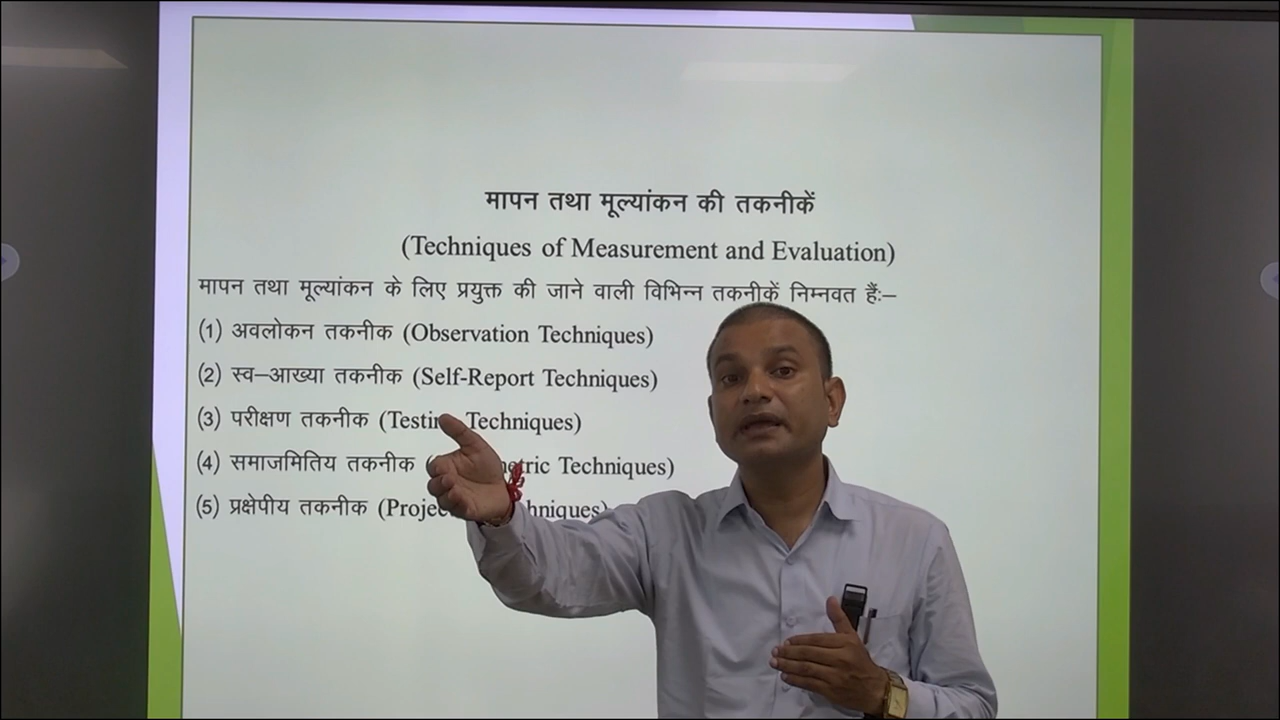 मापन तथा मूल्यांकन की तकनीकें
(Techniques of Measurement and Evaluation)
मापन तथा मूल्यांकन के लिए प्रयुक्त की जाने वाली विभिन्न तकनीकें निम्नवत हैंः–
(1) अवलोकन तकनीक (Observation Techniques)
(2) स्व–आख्या तकनीक (Self-Report Techniques)
(3) परीक्षण तकनीक Techniques)
(4) समाजमितिय तकनीक Techniques)
(5) प्रक्षेपीय तकनीक